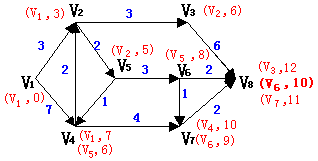 (V₁, 3) V₂ 3 V₃ (V₂, 6)
3 2 2 (V₂, 5) 6
V₁ V₅ 3 (V₅, 8) V₆ 2 V₈ (V₃,12
(V₁, 0) (V₆, 10)
7 1 1 2 (V₇,11)
V₄ (V₁, 7 4 V₇ (V₄, 10
(V₅, 6) (V₆, 9)